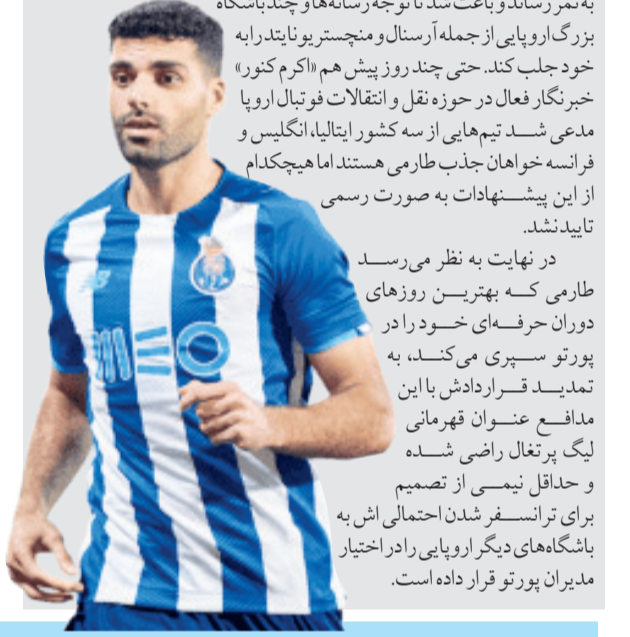 به ثمر رساند و باعث شد تا توجه رسانه‌ها و چند باشگاه
بزرگ اروپایی از جمله آرسنال و منچستریونایتد را به
خود جلب کند. حتی چند روز پیش هم «اکرم کنور»
خبرنگار فعال در حوزه نقل و انتقالات فوتبال اروپا
مدعی شد تیم‌هایی از سه کشور ایتالیا، انگلیس و
فرانسه خواهان جذب طارمی هستند اما هیچکدام
از این پیشنهادات به صورت رسمی
تایید نشد.
در نهایت به نظر می‌رسد
طارمی که بهترین روزهای
دوران حرفه‌ای خود را در
پورتو سپری می‌کند، به
تمدید قراردادش با این
مدافع عنوان قهرمانی
لیگ پرتغال راضی شده
و حداقل نیمی از تصمیم
برای ترانسفر شدن احتمالی اش به
باشگاه‌های دیگر اروپایی را در اختیار
مدیران پورتو قرار داده است.
MEO
NB